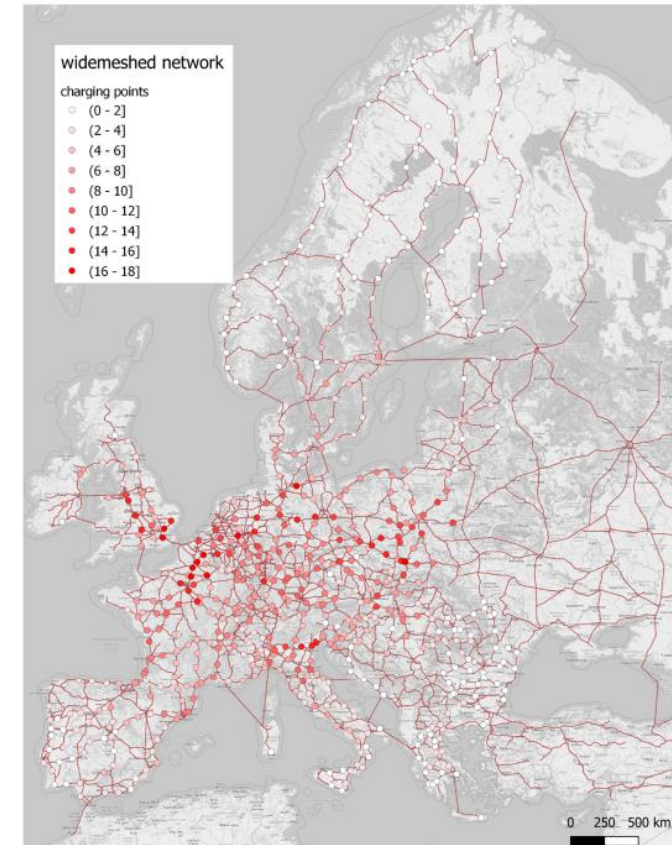 widemeshed network
charging points
(0 - 2]
(2 - 4]
(4 - 6]
(6 - 8]
(8 - 10]
(10 - 12]
(12 - 14]
(14 - 16]
(16 - 18]
0 250 500 km